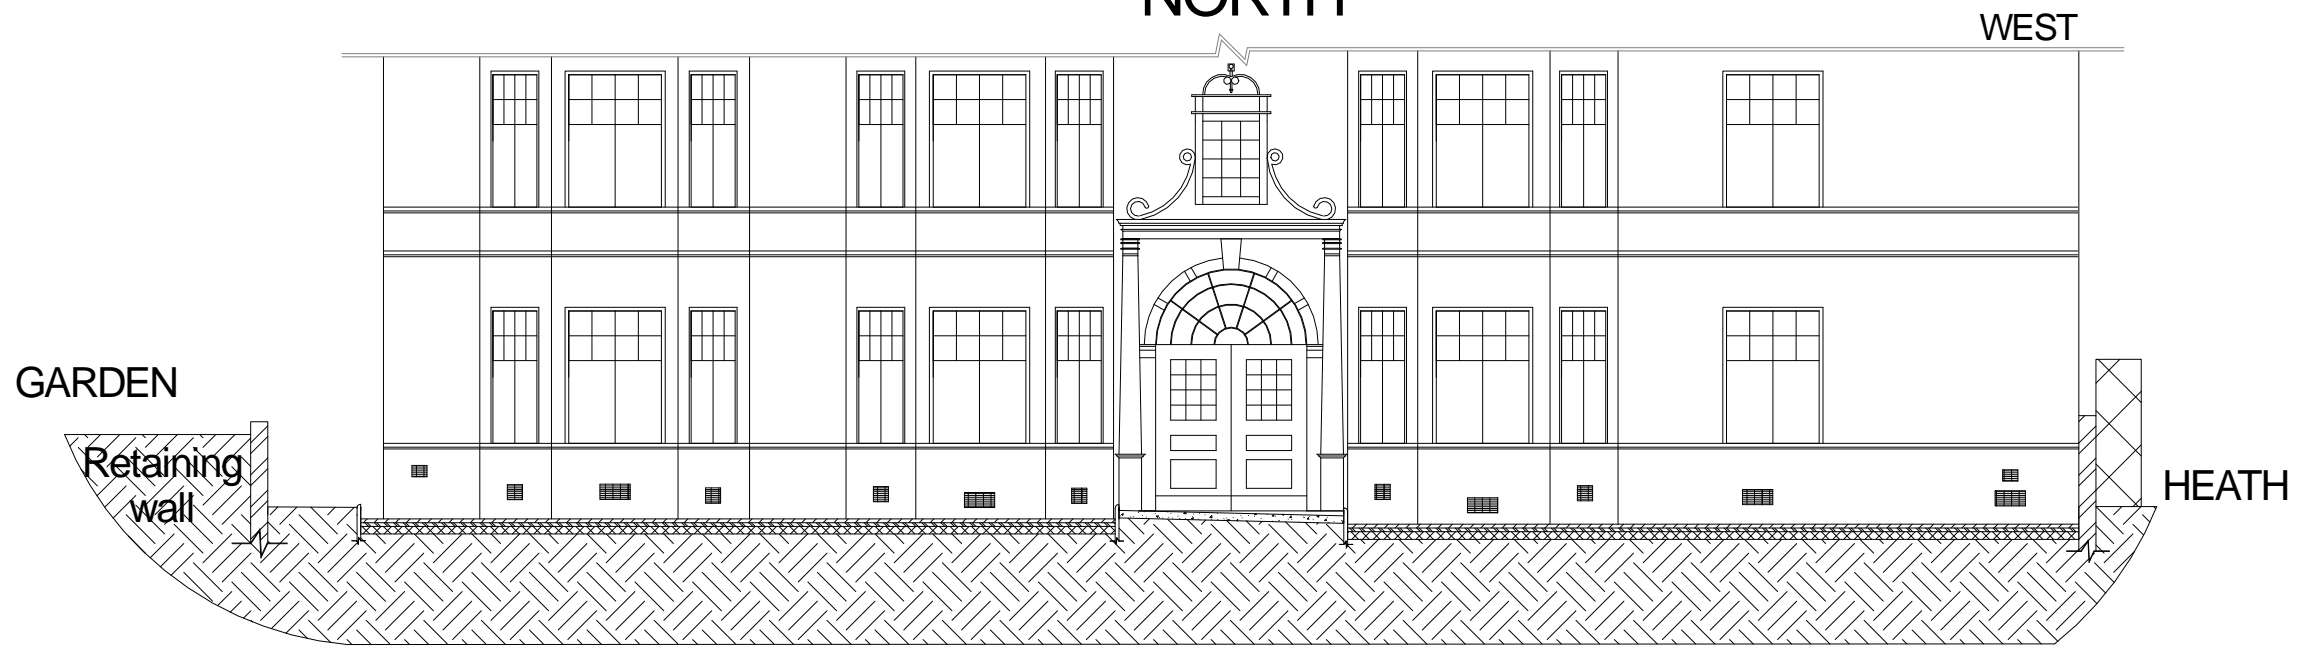 NORTH
WEST
GARDEN
Retaining
wall
HEATH